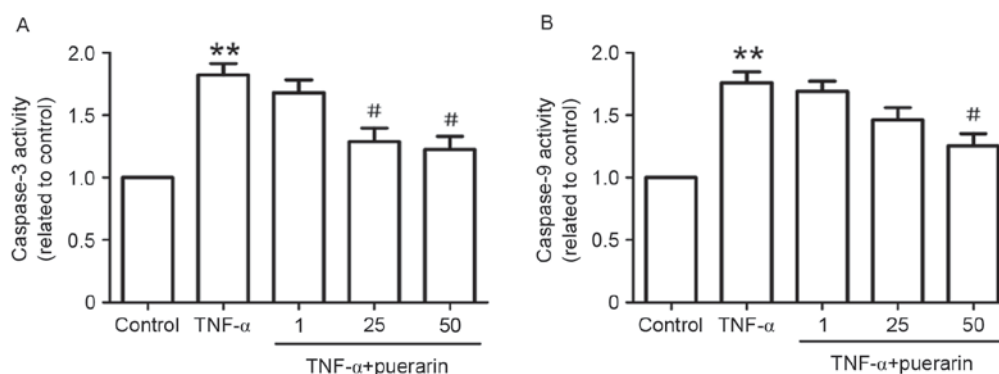 A
Caspase-3 activity
(related to control)
2.0
1.5
1.0
0.5
0
**
#
#
Control TNF-α 1 25 50
TNF-α+puerarin
B
Caspase-9 activity
(related to control)
2.0
1.5
1.0
0.5
0
**
#
Control TNF-α 1 25 50
TNF-α+puerarin